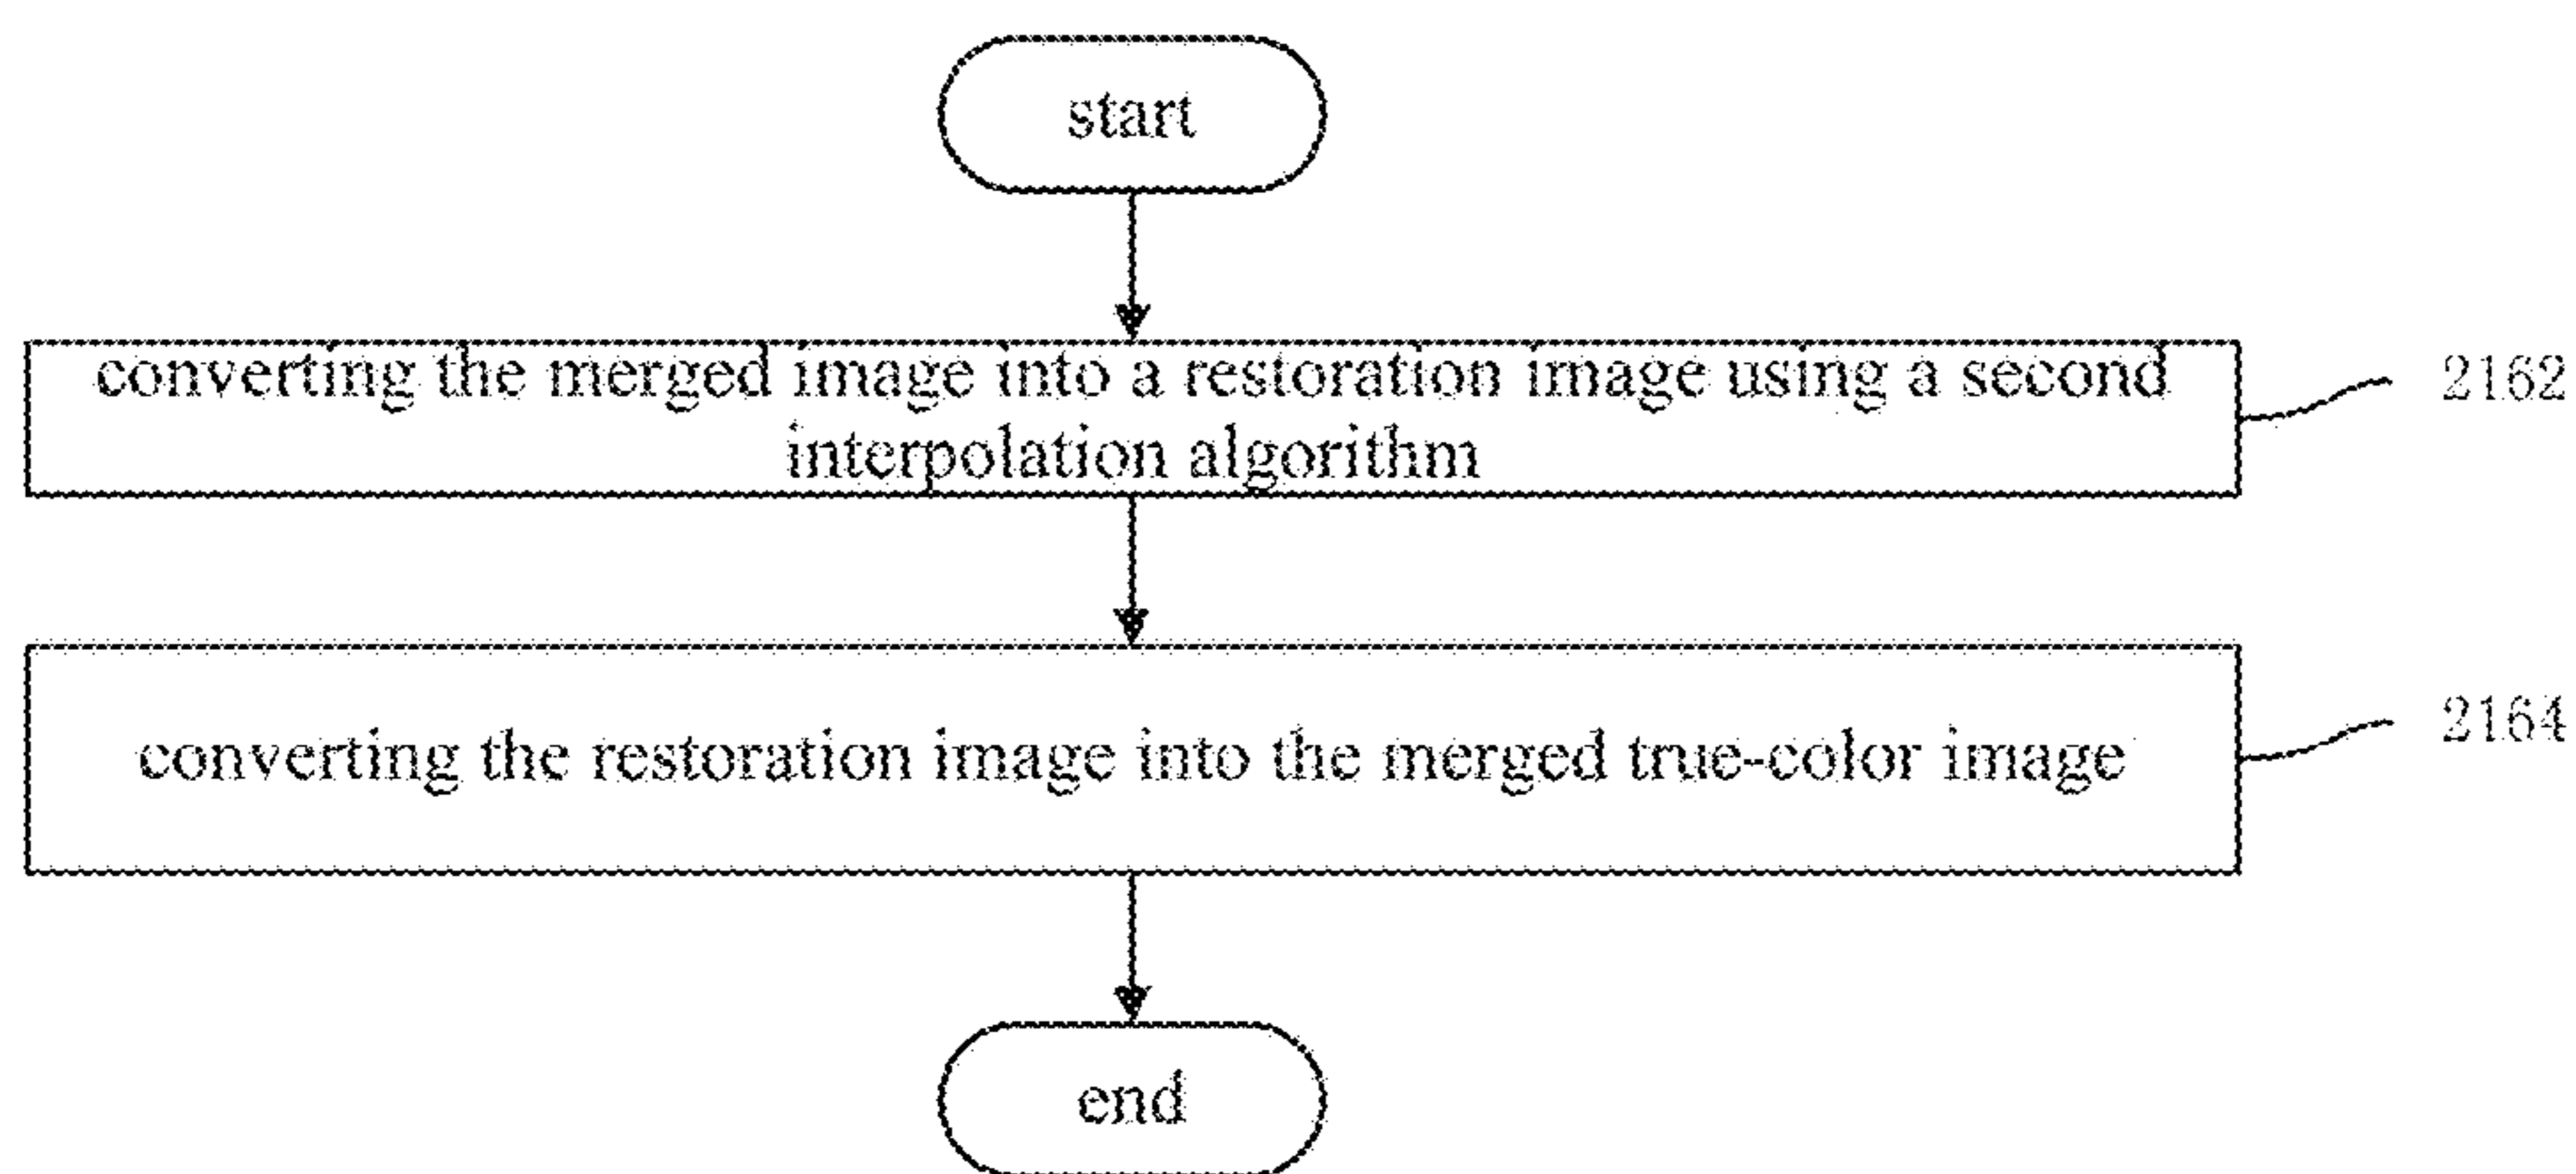 start
converting the merged image into a restoration image using a second
interpolation algorithm
2162
converting the restoration image into the merged true-color image
2164
end